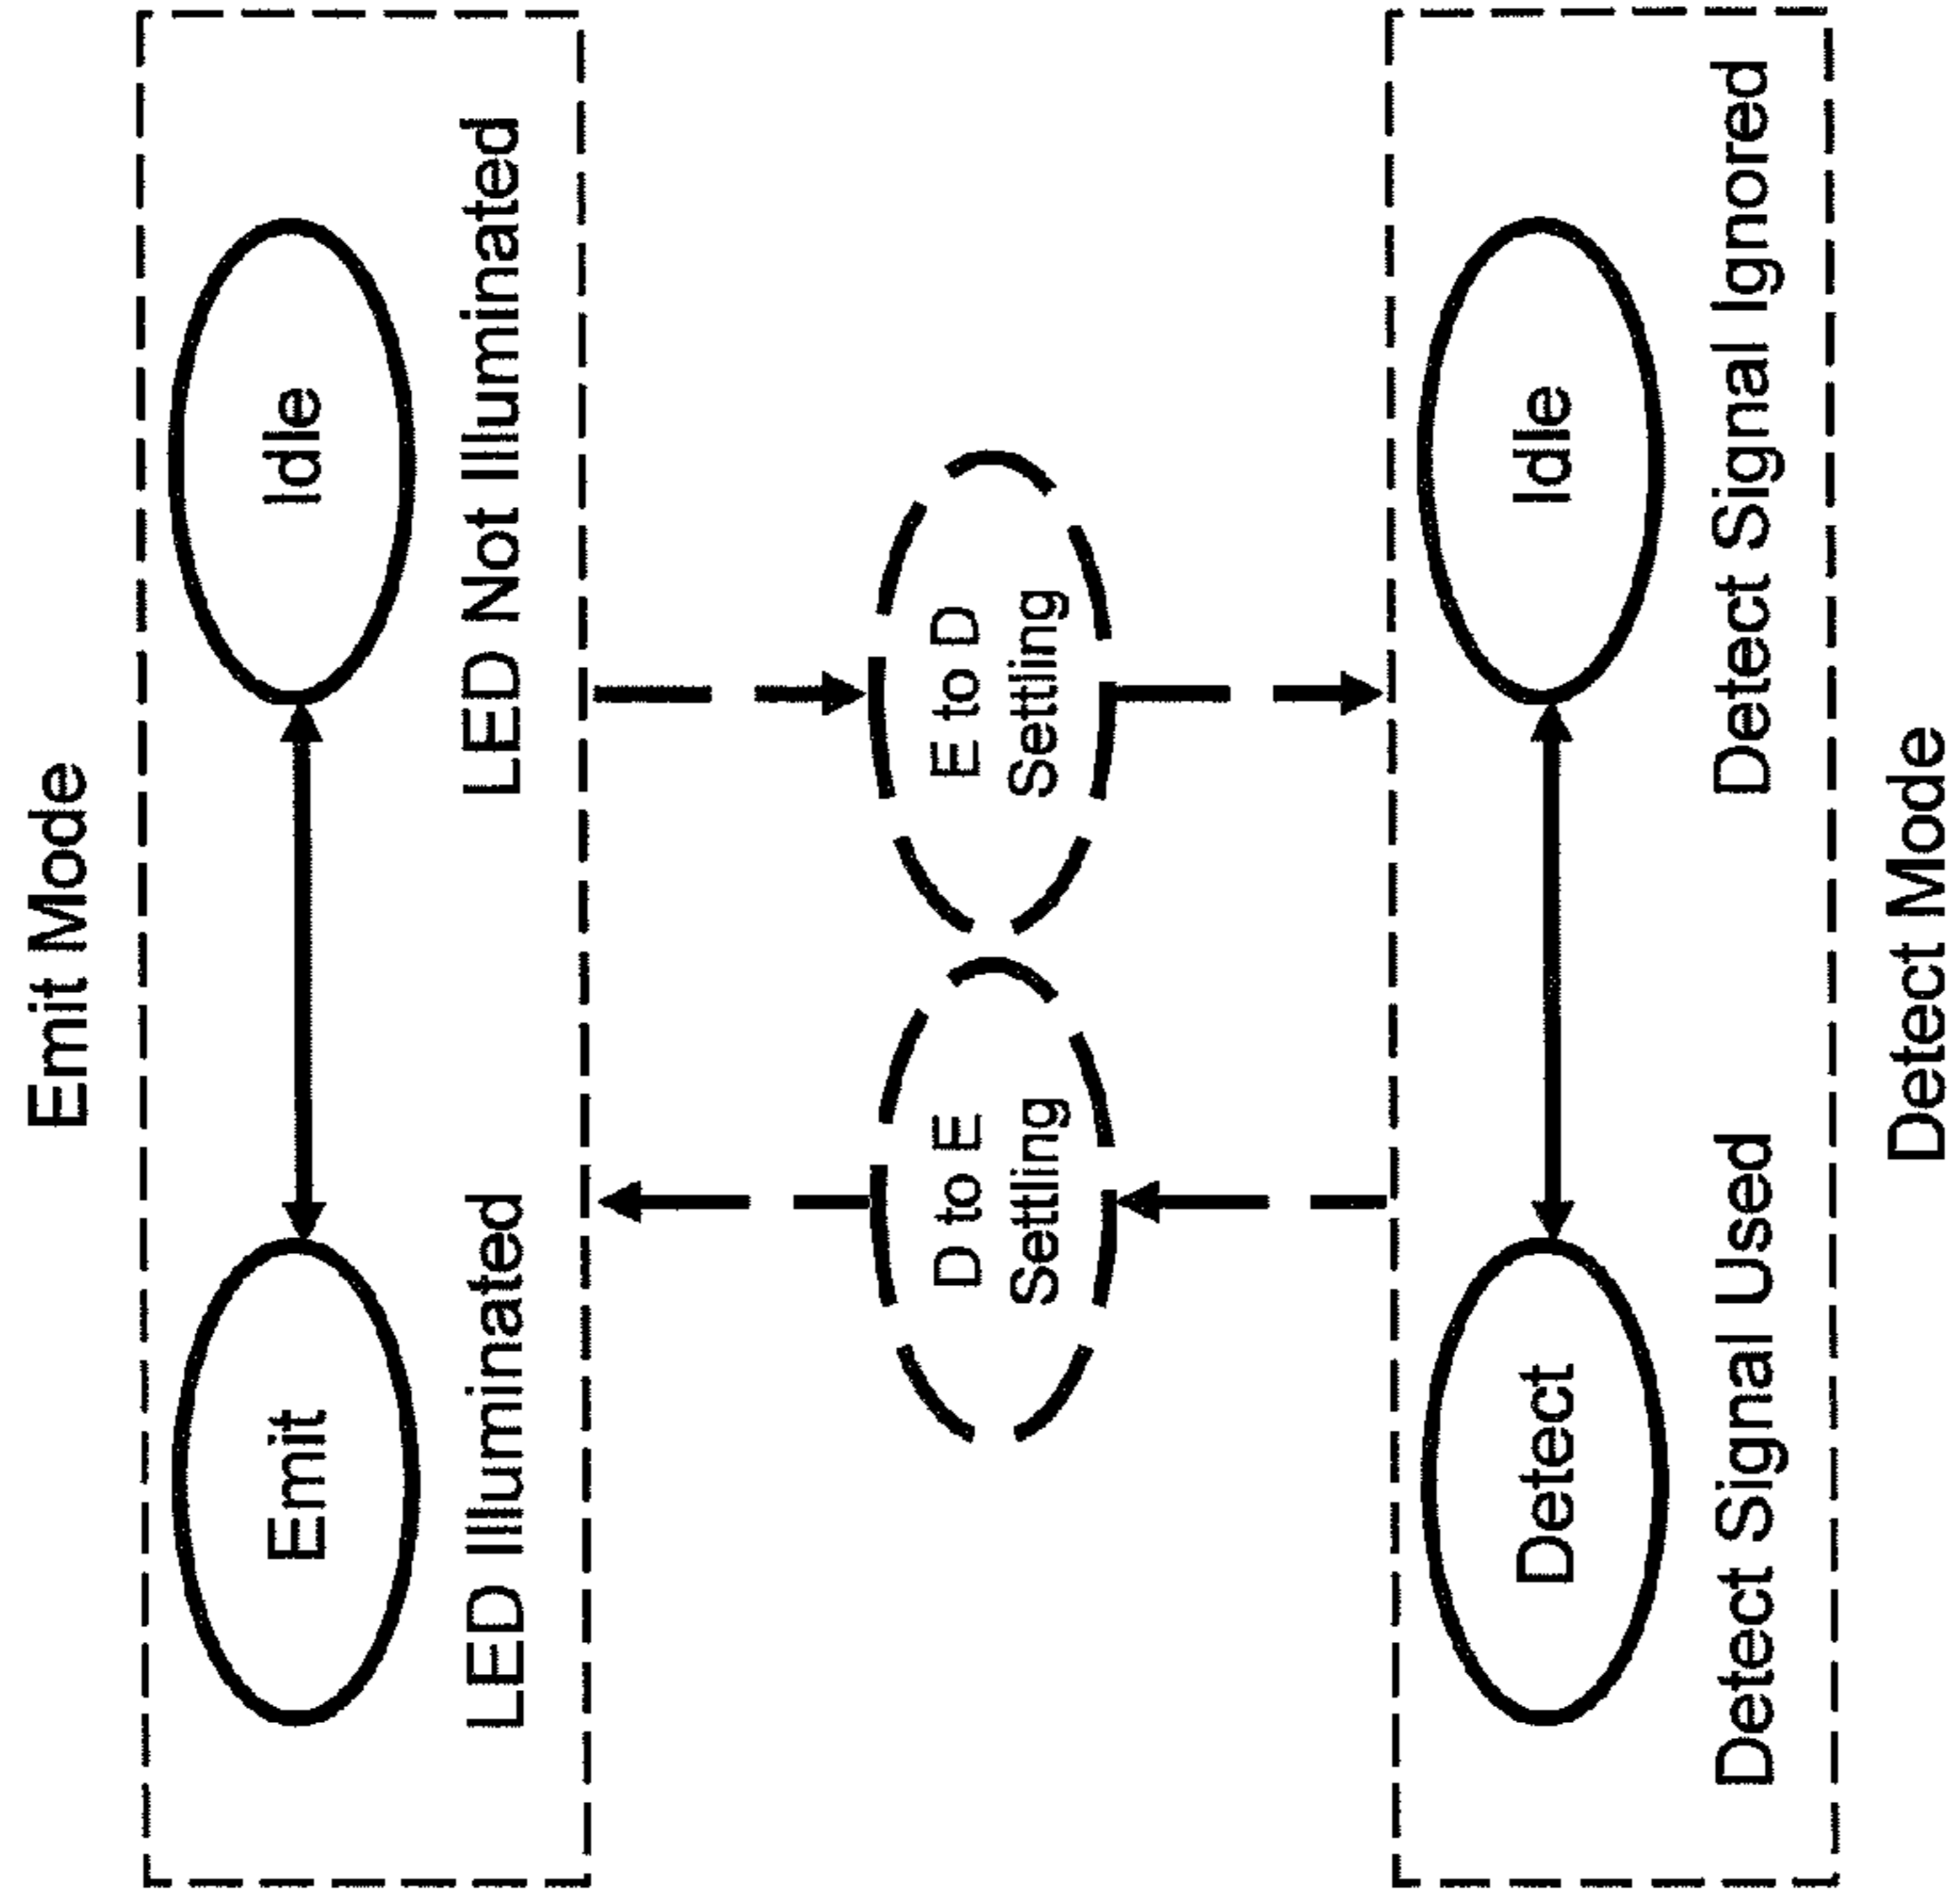 Emit Mode
Emit
Idle
LED Illuminated
LED Not Illuminated
D to E
Settling
E to D
Settling
Detect
Idle
Detect Signal Used
Detect Signal Ignored
Detect Mode